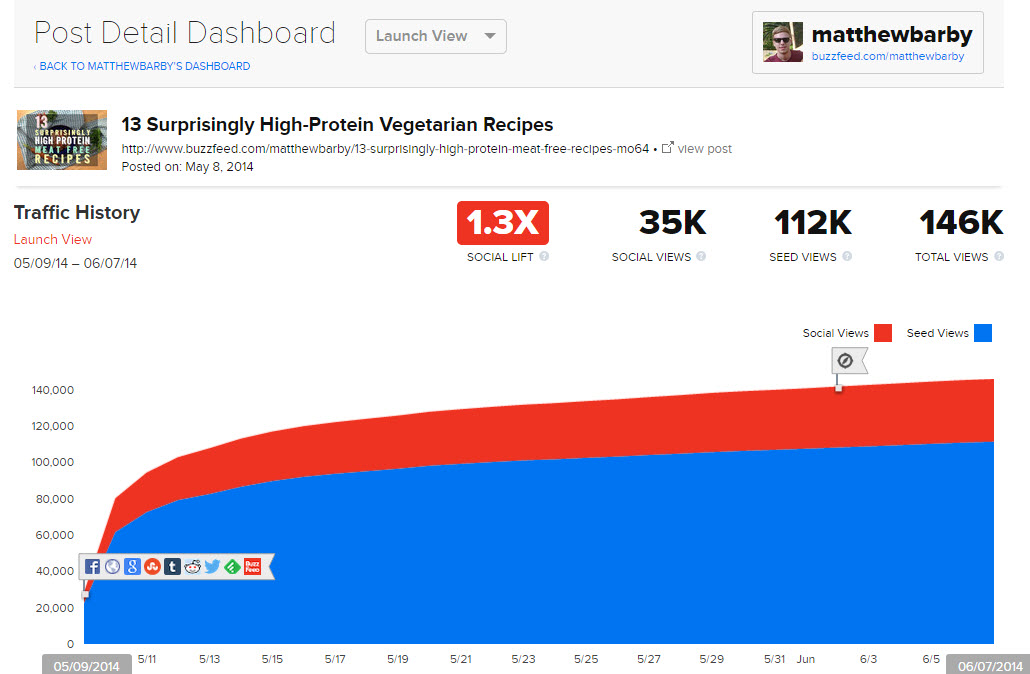 Post Detail Dashboard
Launch View
matthewbarby
buzzfeed.com/matthewbarby
‹ BACK TO MATTHEWBARBY'S DASHBOARD
13
SURPRISINGLY
HIGH PROTEIN
MEAT FREE
RECIPES
13 Surprisingly High-Protein Vegetarian Recipes
http://www.buzzfeed.com/matthewbarby/13-surprisingly-high-protein-meat-free-recipes-mo64 • view post
Posted on: May 8, 2014
Traffic History
Launch View
05/09/14 – 06/07/14
1.3X
SOCIAL LIFT ?
35K
SOCIAL VIEWS ?
112K
SEED VIEWS ?
146K
TOTAL VIEWS ?
Social Views
Seed Views
140,000
120,000
100,000
80,000
60,000
40,000
20,000
0
f
g
t
Buzz
Feed
05/09/2014 5/11 5/13 5/15 5/17 5/19 5/21 5/23 5/25 5/27 5/29 5/31 Jun 6/3 6/5 06/07/2014